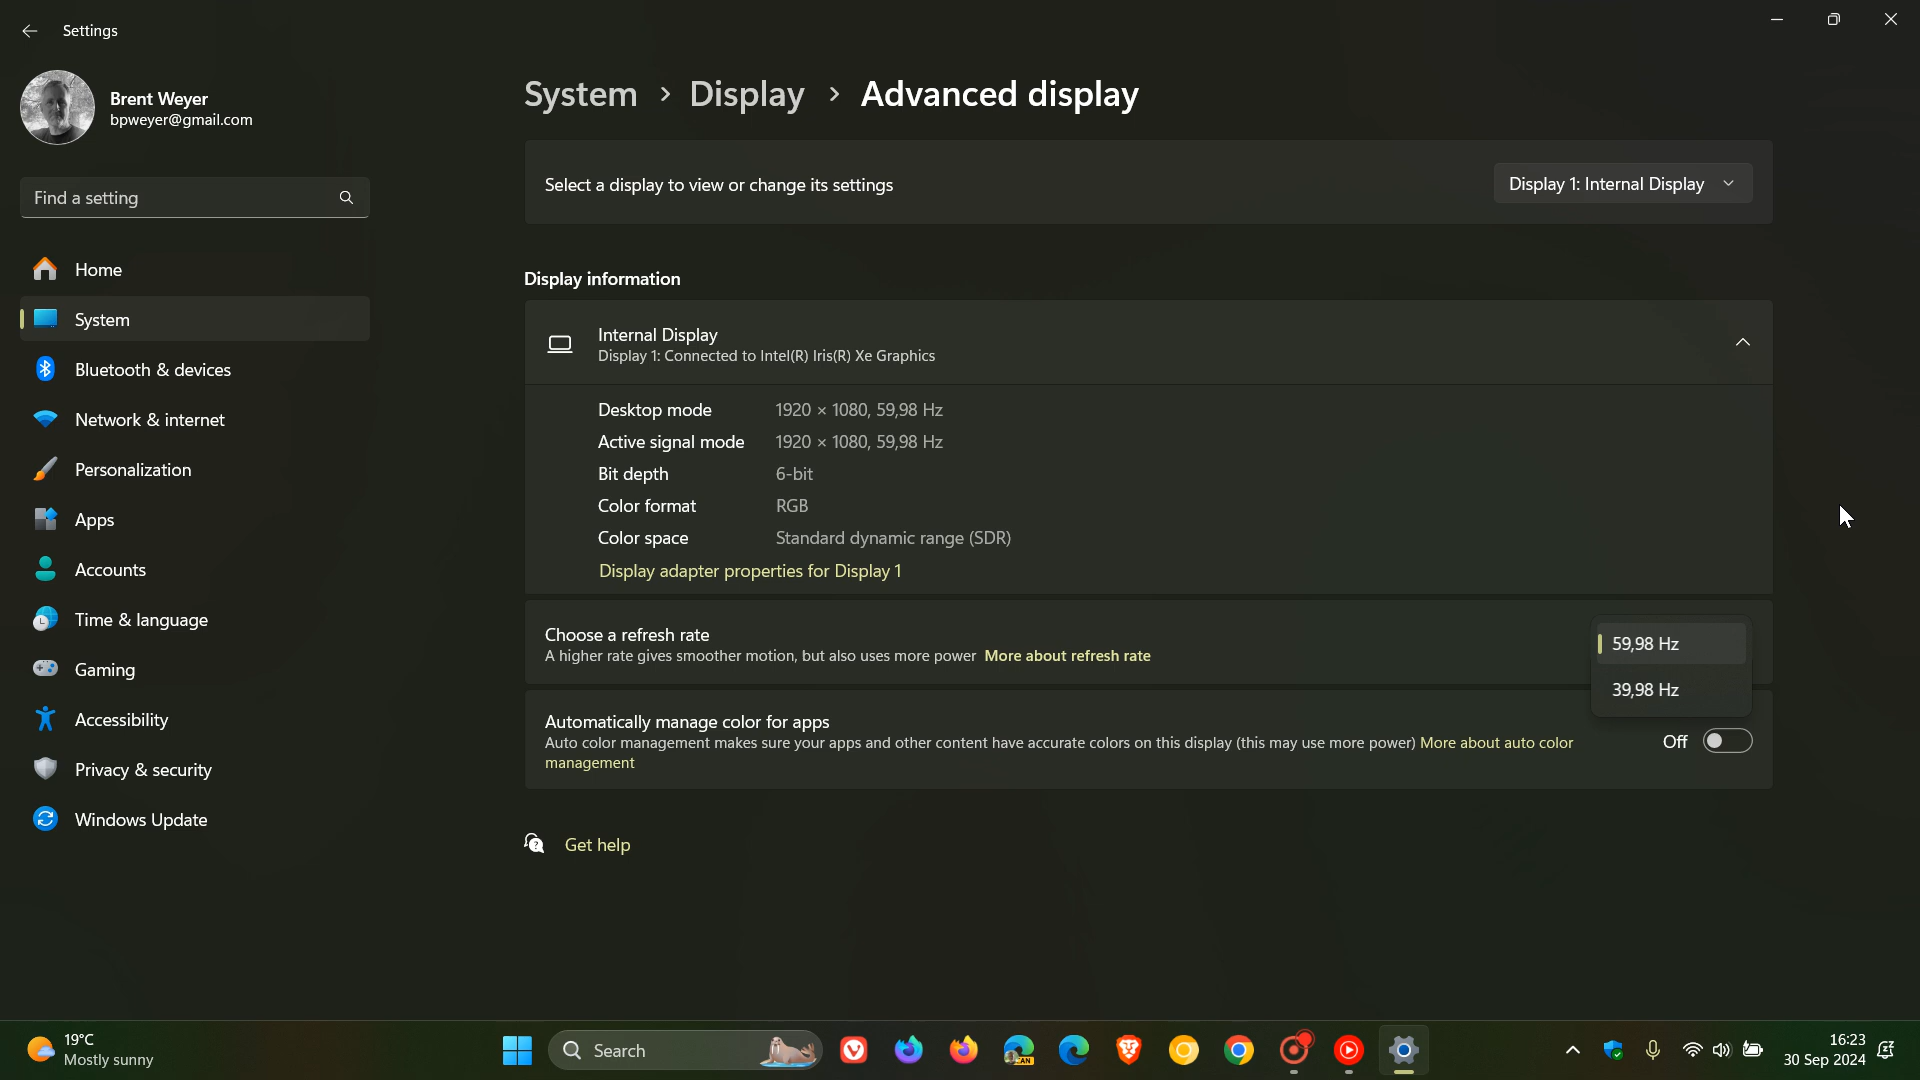 Settings
Brent Weyer
bpweyer@gmail.com
Find a setting
Home
System
Bluetooth & devices
Network & internet
Personalization
Apps
Accounts
Time & language
Gaming
Accessibility
Privacy & security
Windows Update
System > Display > Advanced display
Select a display to view or change its settings
Display 1: Internal Display
Display information
Internal Display
Display 1: Connected to Intel(R) Iris(R) Xe Graphics
Desktop mode 1920 × 1080, 59,98 Hz
Active signal mode 1920 × 1080, 59,98 Hz
Bit depth 6-bit
Color format RGB
Color space Standard dynamic range (SDR)
Display adapter properties for Display 1
Choose a refresh rate
A higher rate gives smoother motion, but also uses more power More about refresh rate
59,98 Hz
39,98 Hz
Automatically manage color for apps
Auto color management makes sure your apps and other content have accurate colors on this display (this may use more power) More about auto color
management
Off
Get help
19°C
Mostly sunny
Search
CAN
16:23
30 Sep 2024